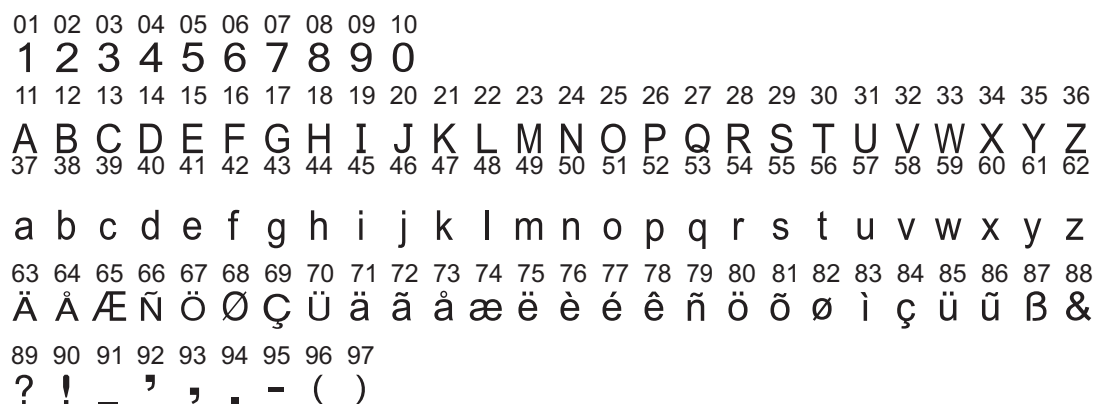 01 02 03 04 05 06 07 08 09 10
1 2 3 4 5 6 7 8 9 0
11 12 13 14 15 16 17 18 19 20 21 22 23 24 25 26 27 28 29 30 31 32 33 34 35 36
A B C D E F G H I J K L M N O P Q R S T U V W X Y Z
37 38 39 40 41 42 43 44 45 46 47 48 49 50 51 52 53 54 55 56 57 58 59 60 61 62
a b c d e f g h i j k l m n o p q r s t u v w x y z
63 64 65 66 67 68 69 70 71 72 73 74 75 76 77 78 79 80 81 82 83 84 85 86 87 88
Ä Å Æ Ñ Ö Ø Ç Ü ä ã å æ ë è é ê ñ ö õ ø ì ç ü ũ ß &
89 90 91 92 93 94 95 96 97
? ! _ ’ , . - ( )